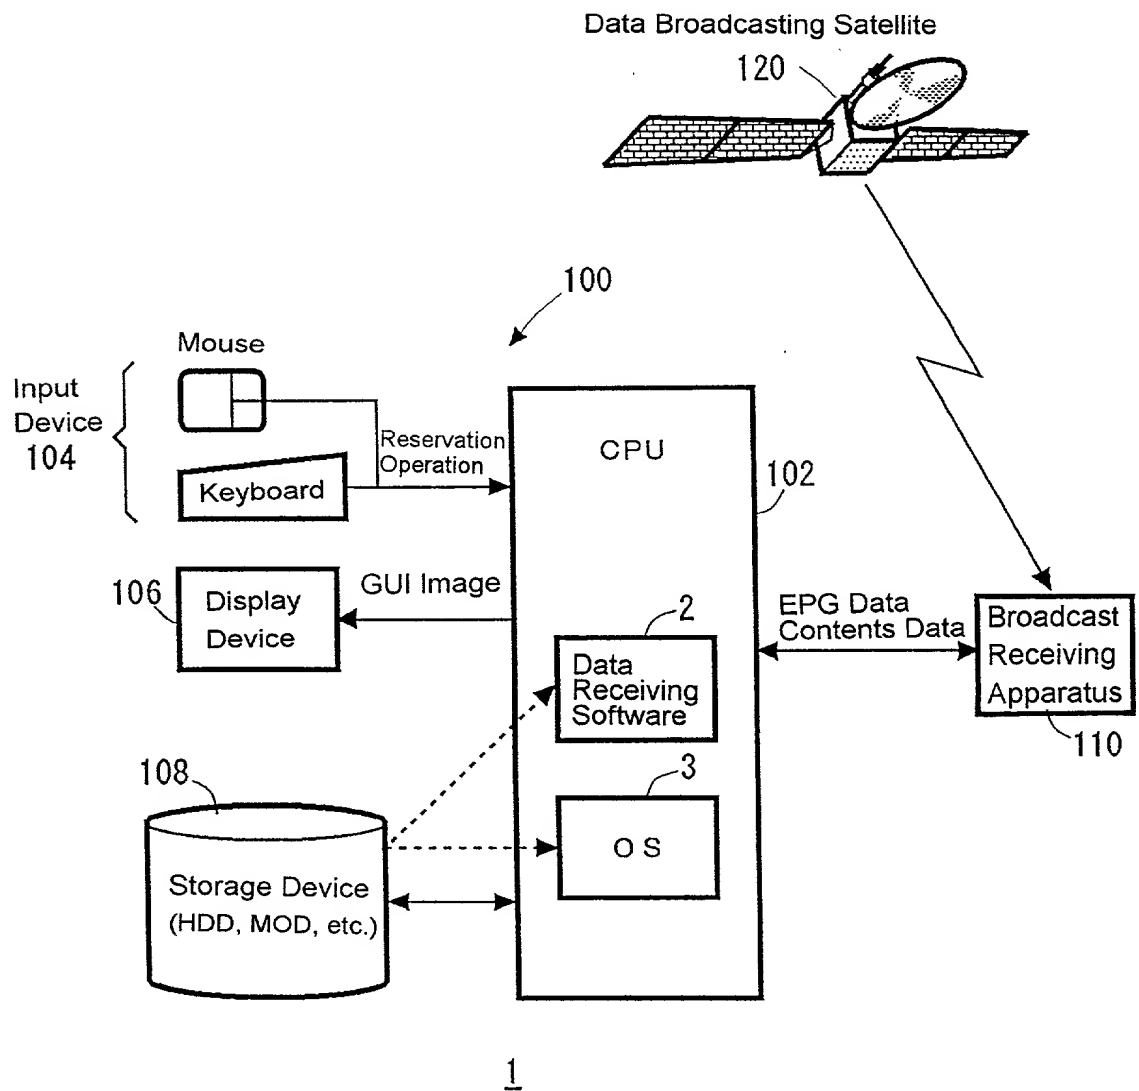 Data Broadcasting Satellite
120
100
Mouse
Input
Device
104
Keyboard
Reservation
Operation
CPU
102
106
Display
Device
GUI Image
2
Data
Receiving
Software
EPG Data
Contents Data
Broadcast
Receiving
Apparatus
110
108
Storage Device
(HDD, MOD, etc.)
3
OS
1